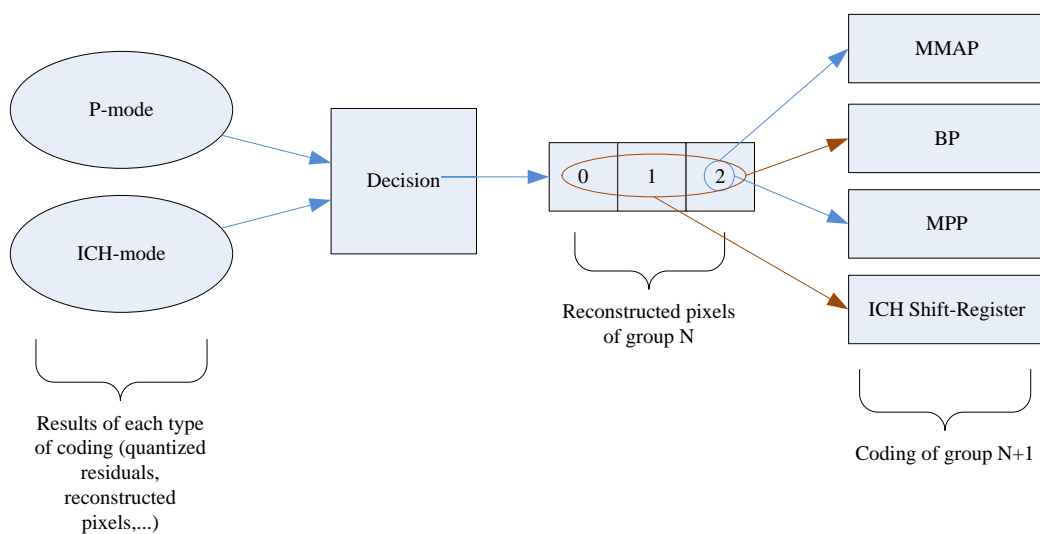 P-mode
ICH-mode
Results of each type
of coding (quantized
residuals,
reconstructed
pixels,...)
Decision
0 1 2
Reconstructed pixels
of group N
MMAP
BP
MPP
ICH Shift-Register
Coding of group N+1